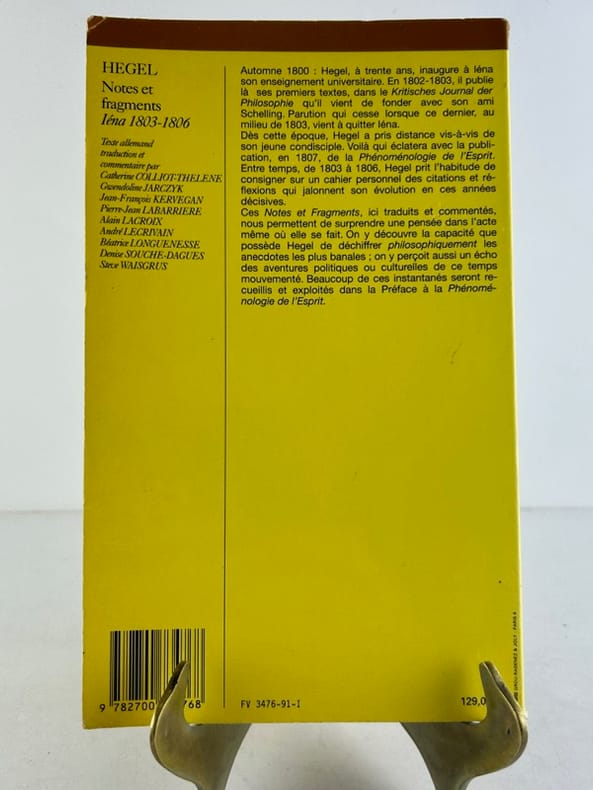 HEGEL
Notes et
fragments
Iéna 1803-1806
Texte allemand
traduction et
commentaire par
Catherine COLLIOT-THELENE
Gwendoline JARCZYK
Jean-François KERVEGAN
Pierre-Jean LABARRIERE
Alain LACROIX
André LECRIVAIN
Béatrice LONGUENESSE
Denise SOUCHE-DAGUES
Steve WAISGRUS
Automne 1800 : Hegel, à trente ans, inaugure à Iéna
son enseignement universitaire. En 1802-1803, il publie
là ses premiers textes, dans le Kritisches Journal der
Philosophie qu'il vient de fonder avec son ami
Schelling. Parution qui cesse lorsque ce dernier, au
milieu de 1803, vient à quitter Iéna.
Dès cette époque, Hegel a pris distance vis-à-vis de
son jeune condisciple. Voilà qui éclatera avec la publi-
cation, en 1807, de la Phénoménologie de l'Esprit.
Entre temps, de 1803 à 1806, Hegel prit l'habitude de
consigner sur un cahier personnel des citations et ré-
flexions qui jalonnent son évolution en ces années
décisives.
Ces Notes et Fragments, ici traduits et commentés,
nous permettent de surprendre une pensée dans l'acte
même où elle se fait. On y découvre la capacité que
possède Hegel de déchiffrer philosophiquement les
anecdotes les plus banales ; on y perçoit aussi un écho
des aventures politiques ou culturelles de ce temps
mouvementé. Beaucoup de ces instantanés seront re-
cueillis et exploités dans la Préface à la Phénomé-
nologie de l'Esprit.
9 782700 768
FV 3476-91-I
129,0